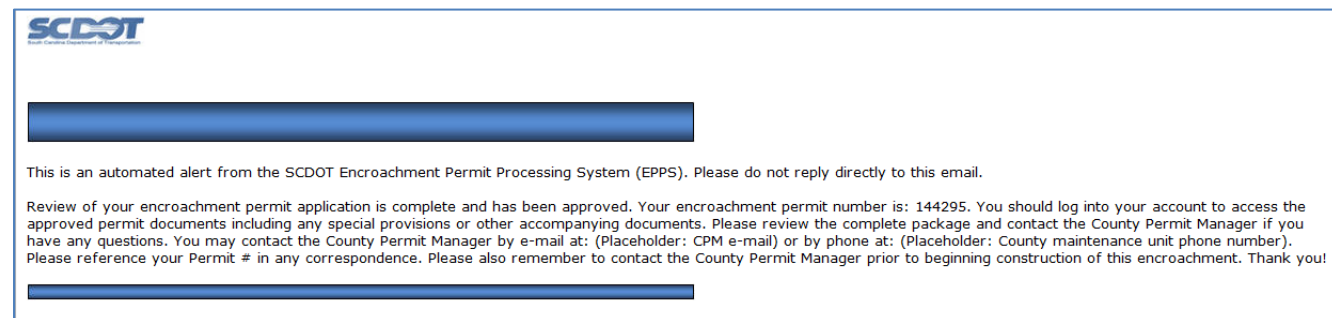 SCDOT
South Carolina Department of Transportation
This is an automated alert from the SCDOT Encroachment Permit Processing System (EPPS). Please do not reply directly to this email.
Review of your encroachment permit application is complete and has been approved. Your encroachment permit number is: 144295. You should log into your account to access the
approved permit documents including any special provisions or other accompanying documents. Please review the complete package and contact the County Permit Manager if you
have any questions. You may contact the County Permit Manager by e-mail at: (Placeholder: CPM e-mail) or by phone at: (Placeholder: County maintenance unit phone number).
Please reference your Permit # in any correspondence. Please also remember to contact the County Permit Manager prior to beginning construction of this encroachment. Thank you!